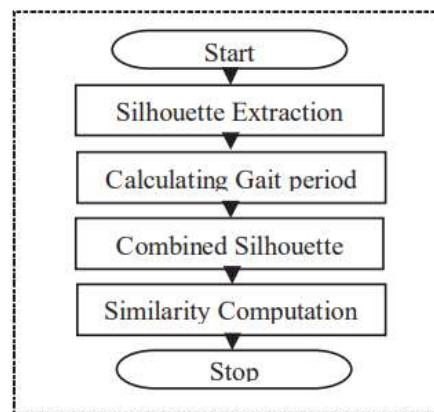 Start
Silhouette Extraction
Calculating Gait period
Combined Silhouette
Similarity Computation
Stop